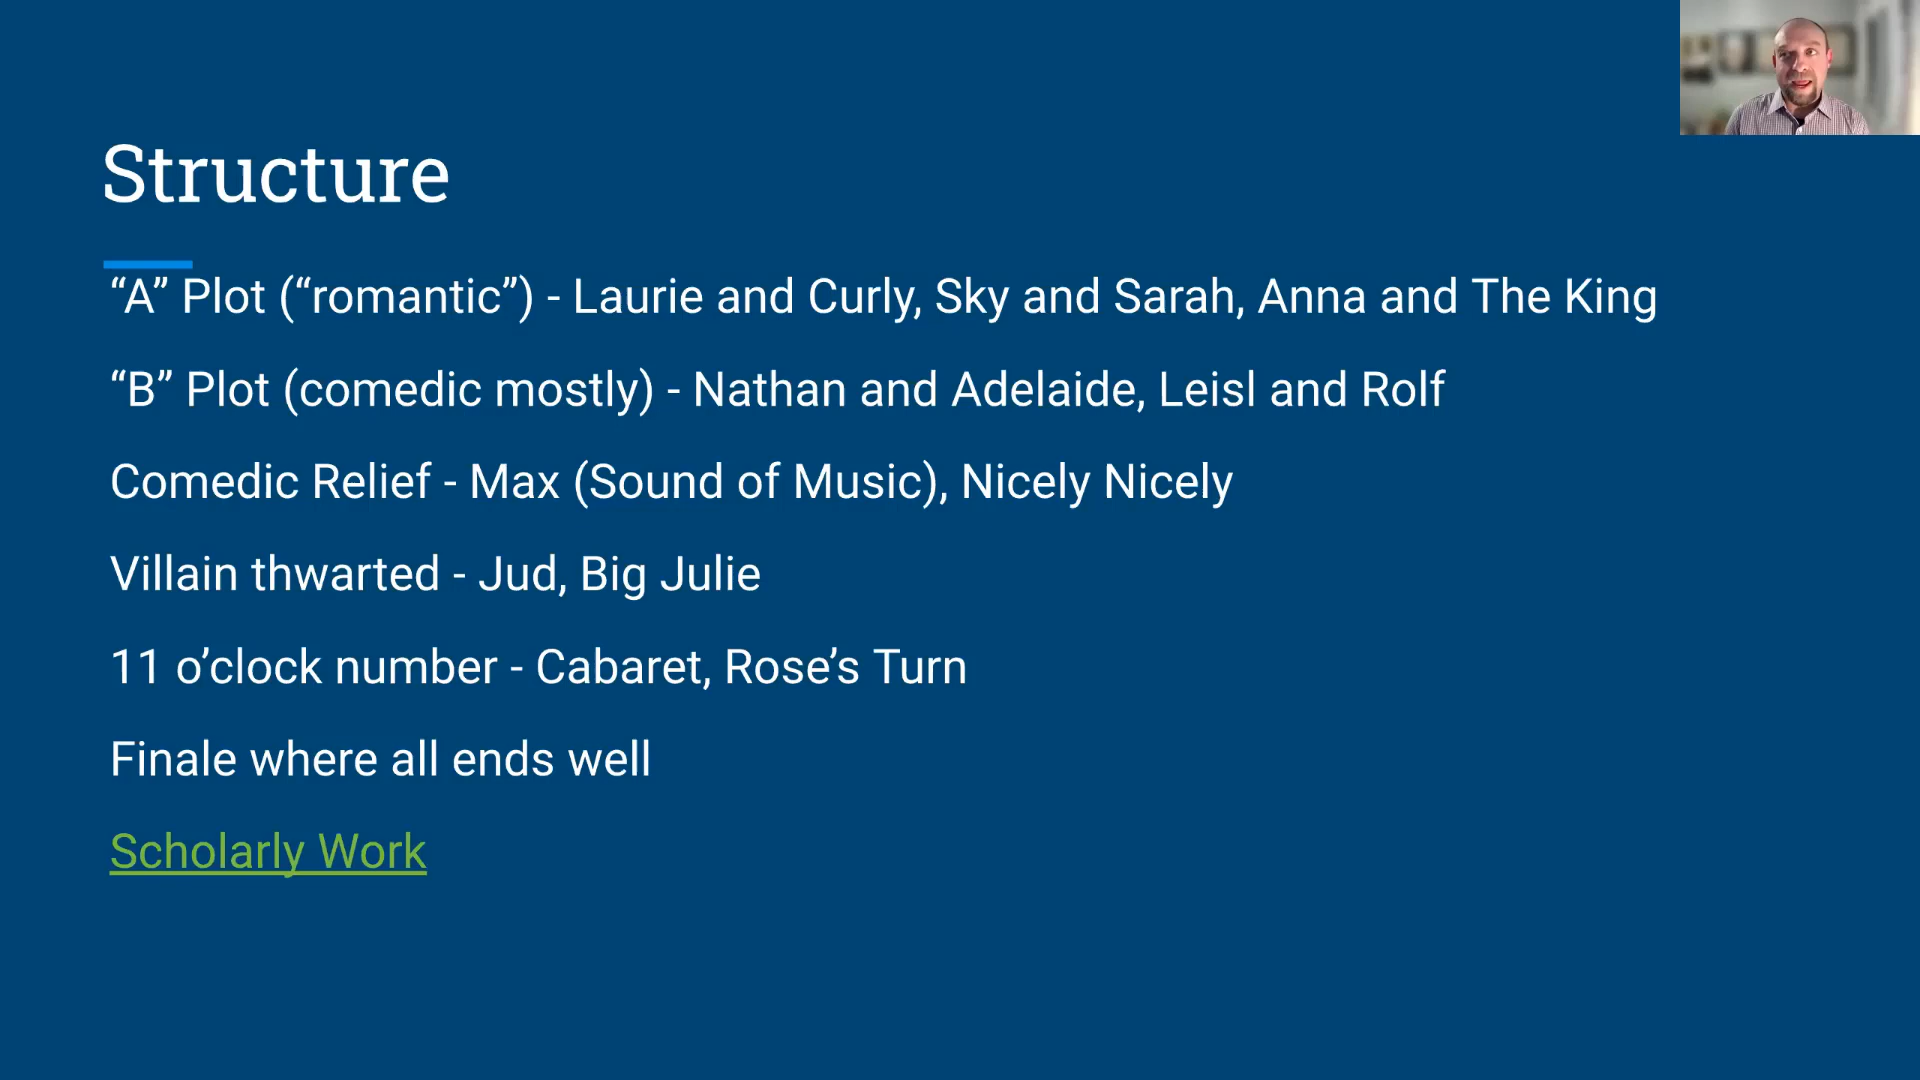 Structure
“A” Plot (“romantic”) - Laurie and Curly, Sky and Sarah, Anna and The King
“B” Plot (comedic mostly) - Nathan and Adelaide, Leisl and Rolf
Comedic Relief - Max (Sound of Music), Nicely Nicely
Villain thwarted - Jud, Big Julie
11 o’clock number - Cabaret, Rose’s Turn
Finale where all ends well
Scholarly Work